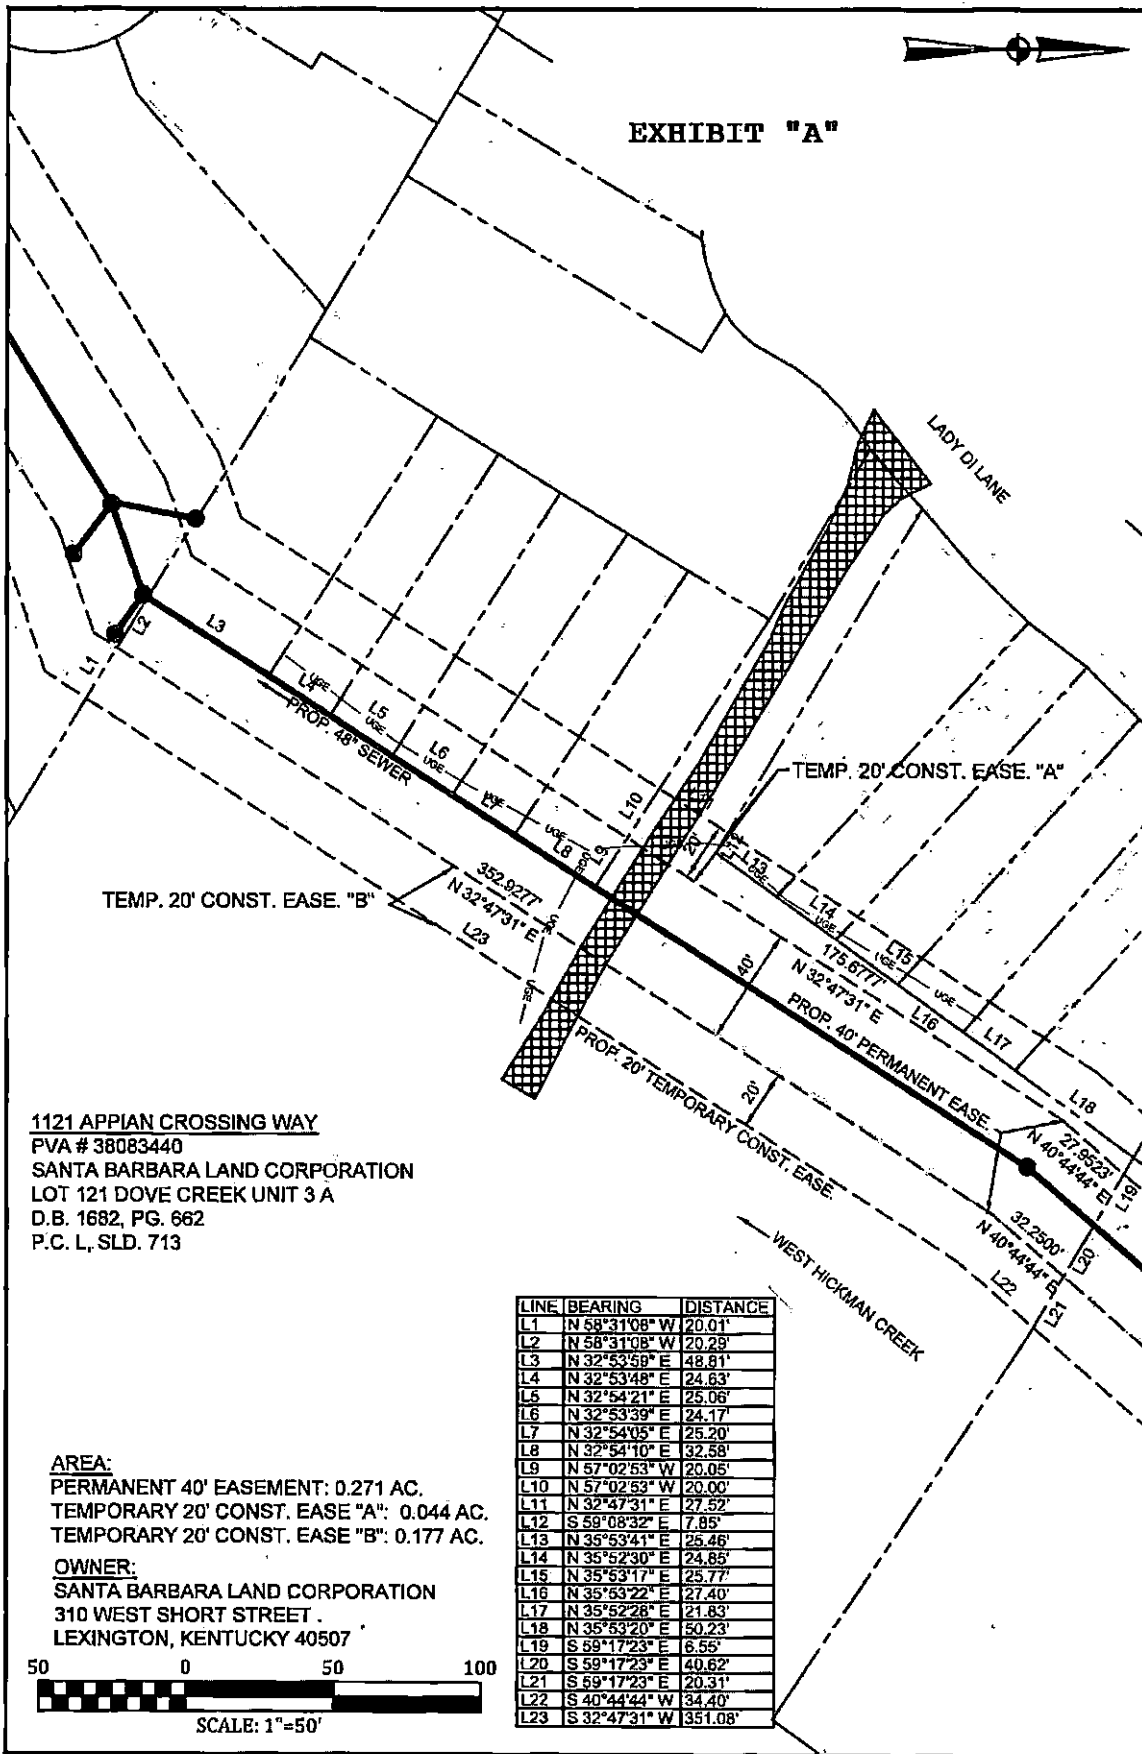 EXHIBIT "A"
LADY DI LANE
L3
L2
L1
UGE
L4
L5
UGE
PROP. 48" SEWER
L6
UGE
L7
UGE
L10
TEMP. 20' CONST. EASE. "A"
UGE
L8
L9
UGE
20'
L13
UGE
352.9277'
N 32°47'31" E
TEMP. 20' CONST. EASE. "B"
L23
UGE
UGE
L14
UGE
L15
175.6777'
UGE
N 32°47'31" E
UGE
40'
L16
L17
PROP. 40' PERMANENT EASE.
PROP. 20' TEMPORARY CONST. EASE.
20'
L18
27.9523'
N 40°44'44" E
L19
32.2500'
N 40°44'44" E
L20
L22
L21
WEST HICKMAN CREEK
1121 APPIAN CROSSING WAY
PVA # 38083440
SANTA BARBARA LAND CORPORATION
LOT 121 DOVE CREEK UNIT 3 A
D.B. 1682, PG. 662
P.C. L, SLD. 713
LINE BEARING DISTANCE
L1 N 58°31'08" W 20.01'
L2 N 58°31'08" W 20.29'
L3 N 32°53'59" E 48.81'
L4 N 32°53'48" E 24.63'
L5 N 32°54'21" E 25.06'
L6 N 32°53'39" E 24.17'
L7 N 32°54'05" E 25.20'
L8 N 32°54'10" E 32.58'
L9 N 57°02'53" W 20.05'
L10 N 57°02'53" W 20.00'
L11 N 32°47'31" E 27.52'
L12 S 59°08'32" E 7.85'
L13 N 35°53'41" E 25.46'
L14 N 35°52'30" E 24.85'
L15 N 35°53'17" E 25.77'
L16 N 35°53'22" E 27.40'
L17 N 35°52'28" E 21.83'
L18 N 35°53'20" E 50.23'
L19 S 59°17'23" E 6.55'
L20 S 59°17'23" E 40.62'
L21 S 59°17'23" E 20.31'
L22 S 40°44'44" W 34.40'
L23 S 32°47'31" W 351.08'
AREA:
PERMANENT 40' EASEMENT: 0.271 AC.
TEMPORARY 20' CONST. EASE "A": 0.044 AC.
TEMPORARY 20' CONST. EASE "B": 0.177 AC.
OWNER:
SANTA BARBARA LAND CORPORATION
310 WEST SHORT STREET.
LEXINGTON, KENTUCKY 40507
50 0 50 100
SCALE: 1"=50'